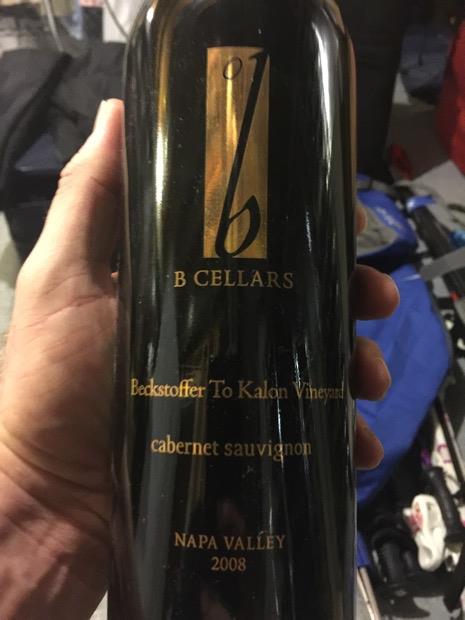 b
B CELLARS
Beckstoffer To Kalon Vineyard
cabernet sauvignon
NAPA VALLEY
2008